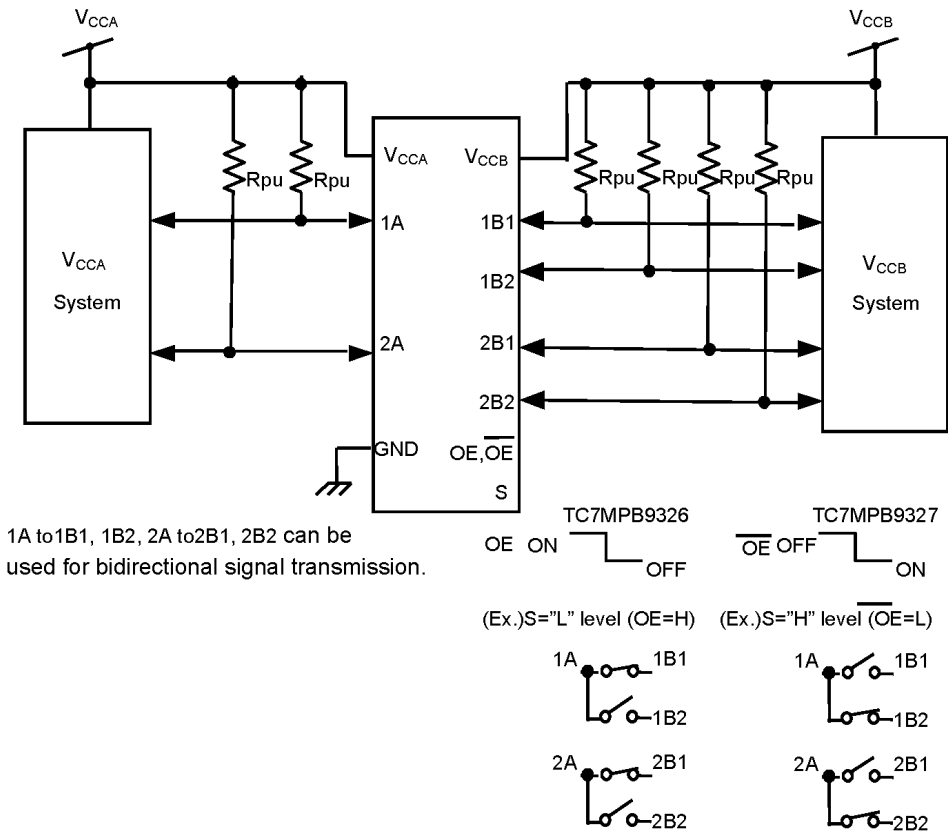 VCCA
VCCB
VCCA
VCCB
Rpu
Rpu
Rpu
Rpu
Rpu
Rpu
1A
1B1
VCCA
System
1B2
VCCB
System
2A
2B1
2B2
GND
OE, O̅E̅
S
1A to1B1, 1B2, 2A to2B1, 2B2 can be
used for bidirectional signal transmission.
TC7MPB9326
TC7MPB9327
OE ON
OFF
O̅E̅ OFF
ON
(Ex.)S="L" level (OE=H)
(Ex.)S="H" level (O̅E̅=L)
1A
1B1
1B2
1A
1B1
1B2
2A
2B1
2B2
2A
2B1
2B2